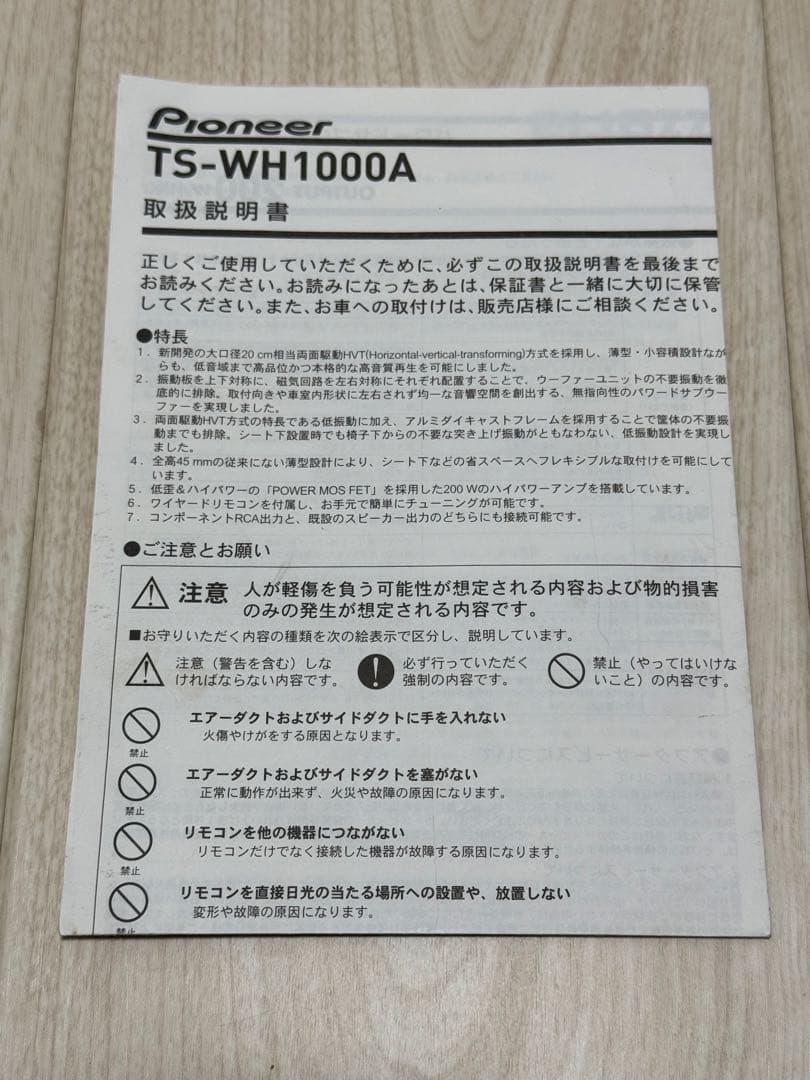 Pioneer
TS-WH1000A
取扱説明書
正しくご使用していただくために、必ずこの取扱説明書を最後まで
お読みください。お読みになったあとは、保証書と一緒に大切に保管
してください。また、お車への取付けは、販売店様にご相談ください。
●特長
1．新開発の大口径20 cm相当両面駆動HVT(Horizontal-vertical-transforming)方式を採用し、薄型・小容積設計なが
らも、低音域まで高品位かつ本格的な高音質再生を可能にしました。
2．振動板を上下対称に、磁気回路を左右対称にそれぞれ配置することで、ウーファーユニットの不要振動を徹
底的に排除。取付向きや車室内形状に左右されず均一な音響空間を創出する、無指向性のパワードサブウー
ファーを実現しました。
3．両面駆動HVT方式の特長である低振動に加え、アルミダイキャストフレームを採用することで筐体の不要振
動までも排除。シート下設置時でも椅子下からの不要な突き上げ振動がともなわない、低振動設計を実現し
ました。
4．全高45 mmの従来にない薄型設計により、シート下などの省スペースへフレキシブルな取付けを可能にして
います。
5．低歪＆ハイパワーの「POWER MOS FET」を採用した200 Wのハイパワーアンプを搭載しています。
6．ワイヤードリモコンを付属し、お手元で簡単にチューニングが可能です。
7．コンポーネントRCA出力と、既設のスピーカー出力のどちらにも接続可能です。
●ご注意とお願い
注意 人が軽傷を負う可能性が想定される内容および物的損害
のみの発生が想定される内容です。
■お守りいただく内容の種類を次の絵表示で区分し、説明しています。
注意（警告を含む）しな
ければならない内容です。
必ず行っていただく
強制の内容です。
禁止（やってはいけな
いこと）の内容です。
エアーダクトおよびサイドダクトに手を入れない
火傷やけがをする原因となります。
禁止
エアーダクトおよびサイドダクトを塞がない
正常に動作が出来ず、火災や故障の原因になります。
禁止
リモコンを他の機器につながない
リモコンだけでなく接続した機器が故障する原因になります。
禁止
リモコンを直接日光の当たる場所への設置や、放置しない
変形や故障の原因になります。
禁止